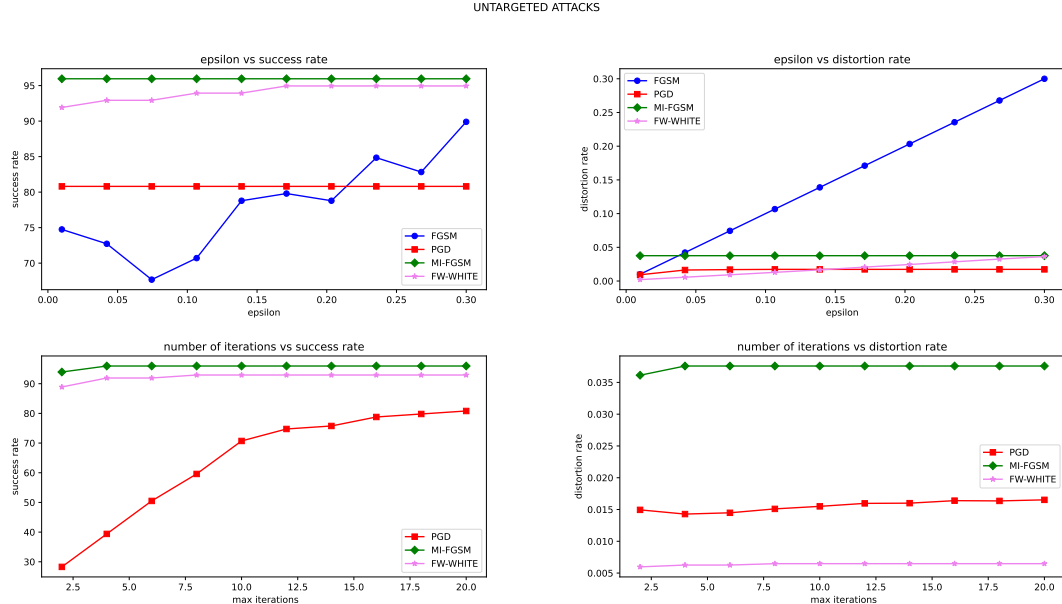 UNTARGETED ATTACKS
epsilon vs success rate
success rate
95
90
85
80
75
70
FGSM
PGD
MI-FGSM
FW-WHITE
0.00 0.05 0.10 0.15 0.20 0.25 0.30
epsilon
epsilon vs distortion rate
distortion rate
0.30
0.25
0.20
0.15
0.10
0.05
0.00
FGSM
PGD
MI-FGSM
FW-WHITE
0.00 0.05 0.10 0.15 0.20 0.25 0.30
epsilon
number of iterations vs success rate
success rate
90
80
70
60
50
40
30
PGD
MI-FGSM
FW-WHITE
2.5 5.0 7.5 10.0 12.5 15.0 17.5 20.0
max iterations
number of iterations vs distortion rate
distortion rate
0.035
0.030
0.025
0.020
0.015
0.010
0.005
PGD
MI-FGSM
FW-WHITE
2.5 5.0 7.5 10.0 12.5 15.0 17.5 20.0
max iterations